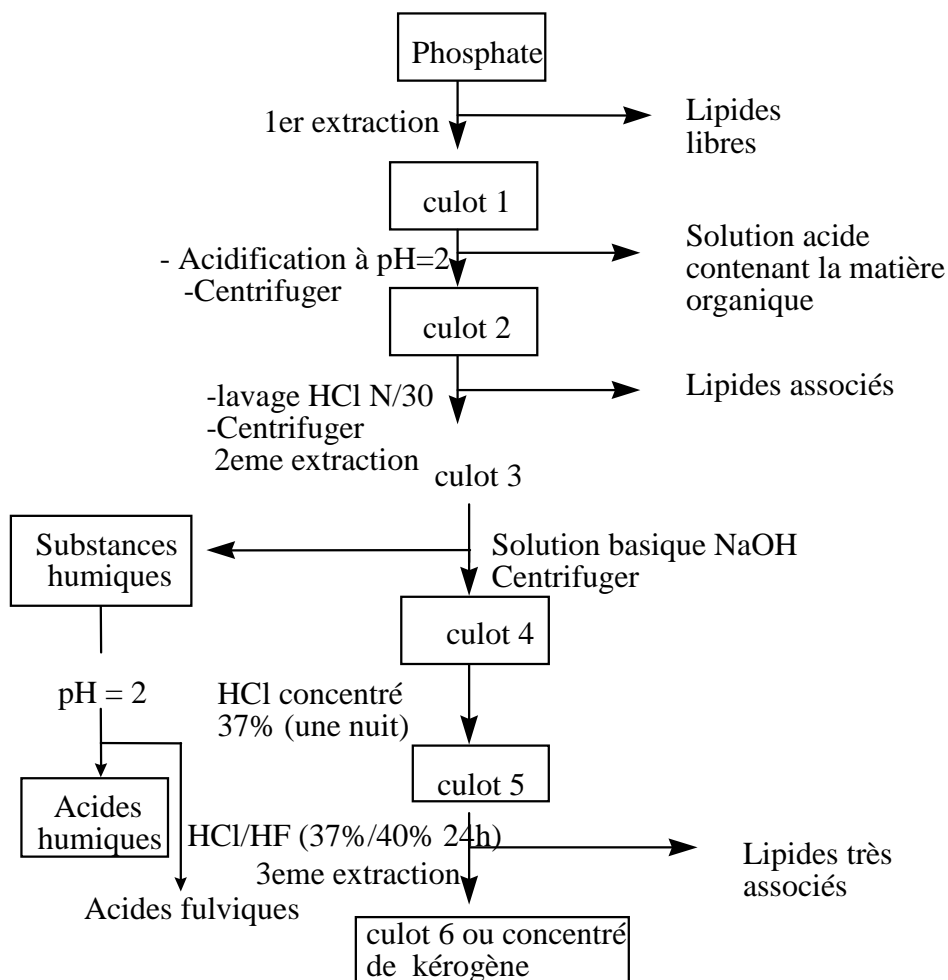 Phosphate
1er extraction
Lipides
libres
culot 1
- Acidification à pH=2
-Centrifuger
Solution acide
contenant la matière
organique
culot 2
-lavage HCl N/30
-Centrifuger
2eme extraction
Lipides associés
culot 3
Substances
humiques
Solution basique NaOH
Centrifuger
culot 4
pH = 2
HCl concentré
37% (une nuit)
culot 5
Acides
humiques
HCl/HF (37%/40% 24h)
3eme extraction
Lipides très
associés
Acides fulviques
culot 6 ou concentré
de kérogène